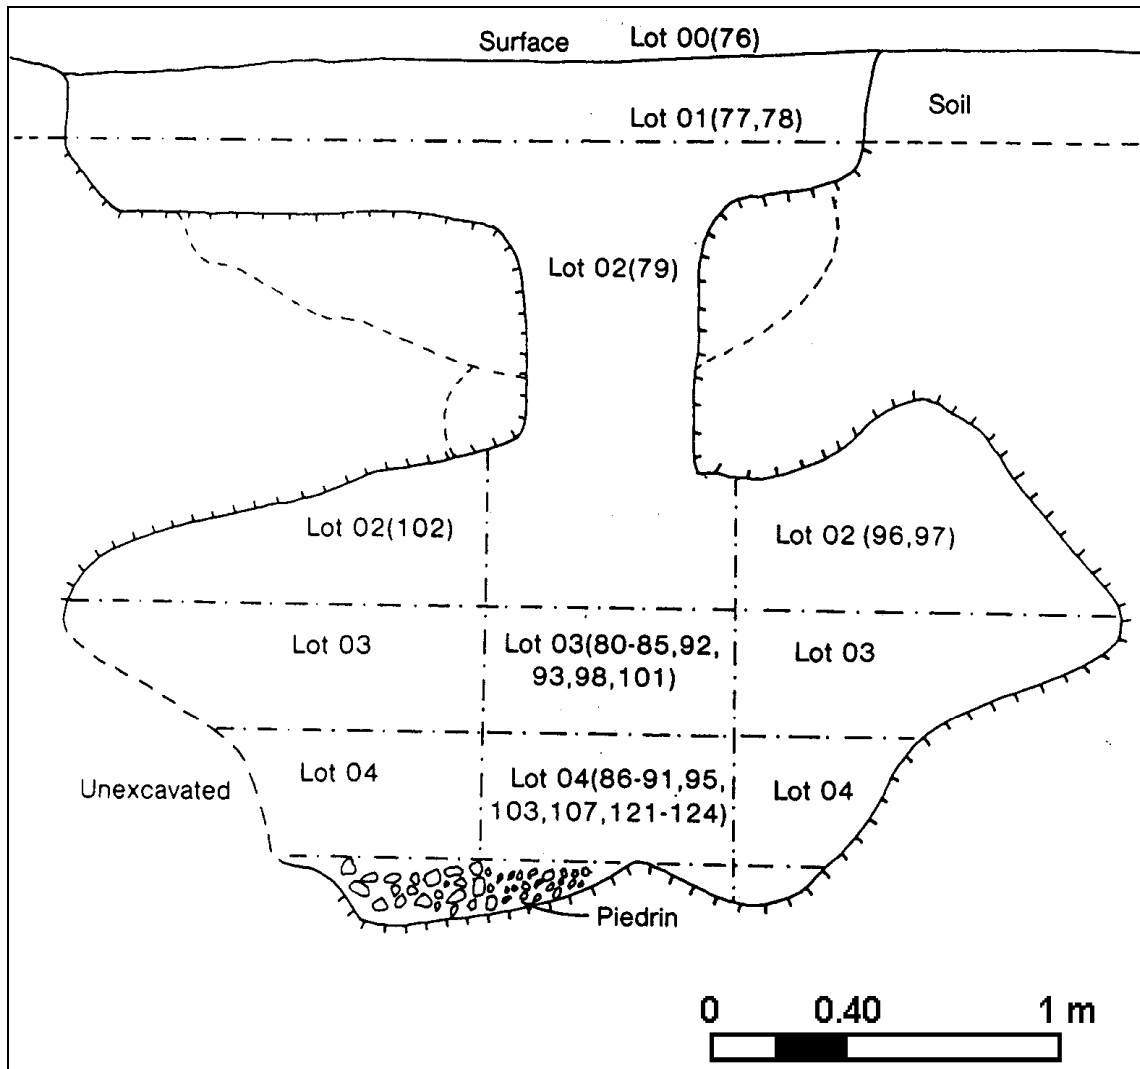 Surface Lot 00(76)
Lot 01(77,78)
Soil
Lot 02(79)
Lot 02(102)
Lot 02(96,97)
Lot 03
Lot 03(80-85,92,
93,98,101)
Lot 03
Lot 04
Lot 04(86-91,95,
103,107,121-124)
Lot 04
Unexcavated
Piedrin
0 0.40 1 m